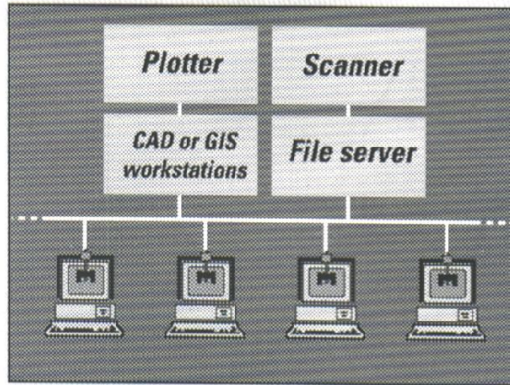 Plotter
Scanner
CAD or GIS
workstations
File server